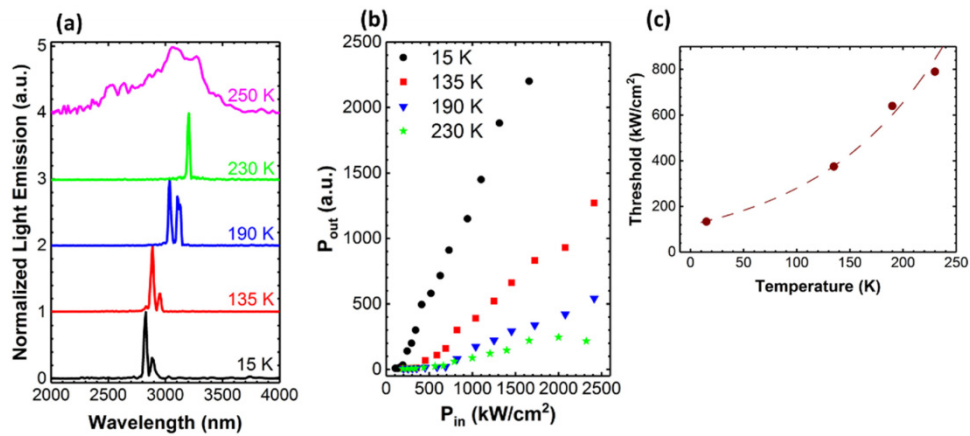 (a)
Normalized Light Emission (a.u.)
5
4
3
2
1
0
250 K
230 K
190 K
135 K
15 K
2000 2500 3000 3500 4000
Wavelength (nm)
(b)
P_out (a.u.)
2500
2000
1500
1000
500
0
15 K
135 K
190 K
230 K
0 500 1000 1500 2000 2500
P_in (kW/cm²)
(c)
Threshold (kW/cm²)
800
600
400
200
0
0 50 100 150 200 250
Temperature (K)